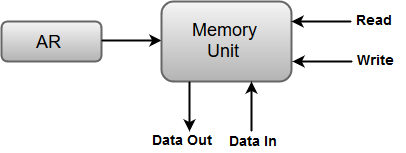 AR
Memory
Unit
Read
Write
Data Out
Data In